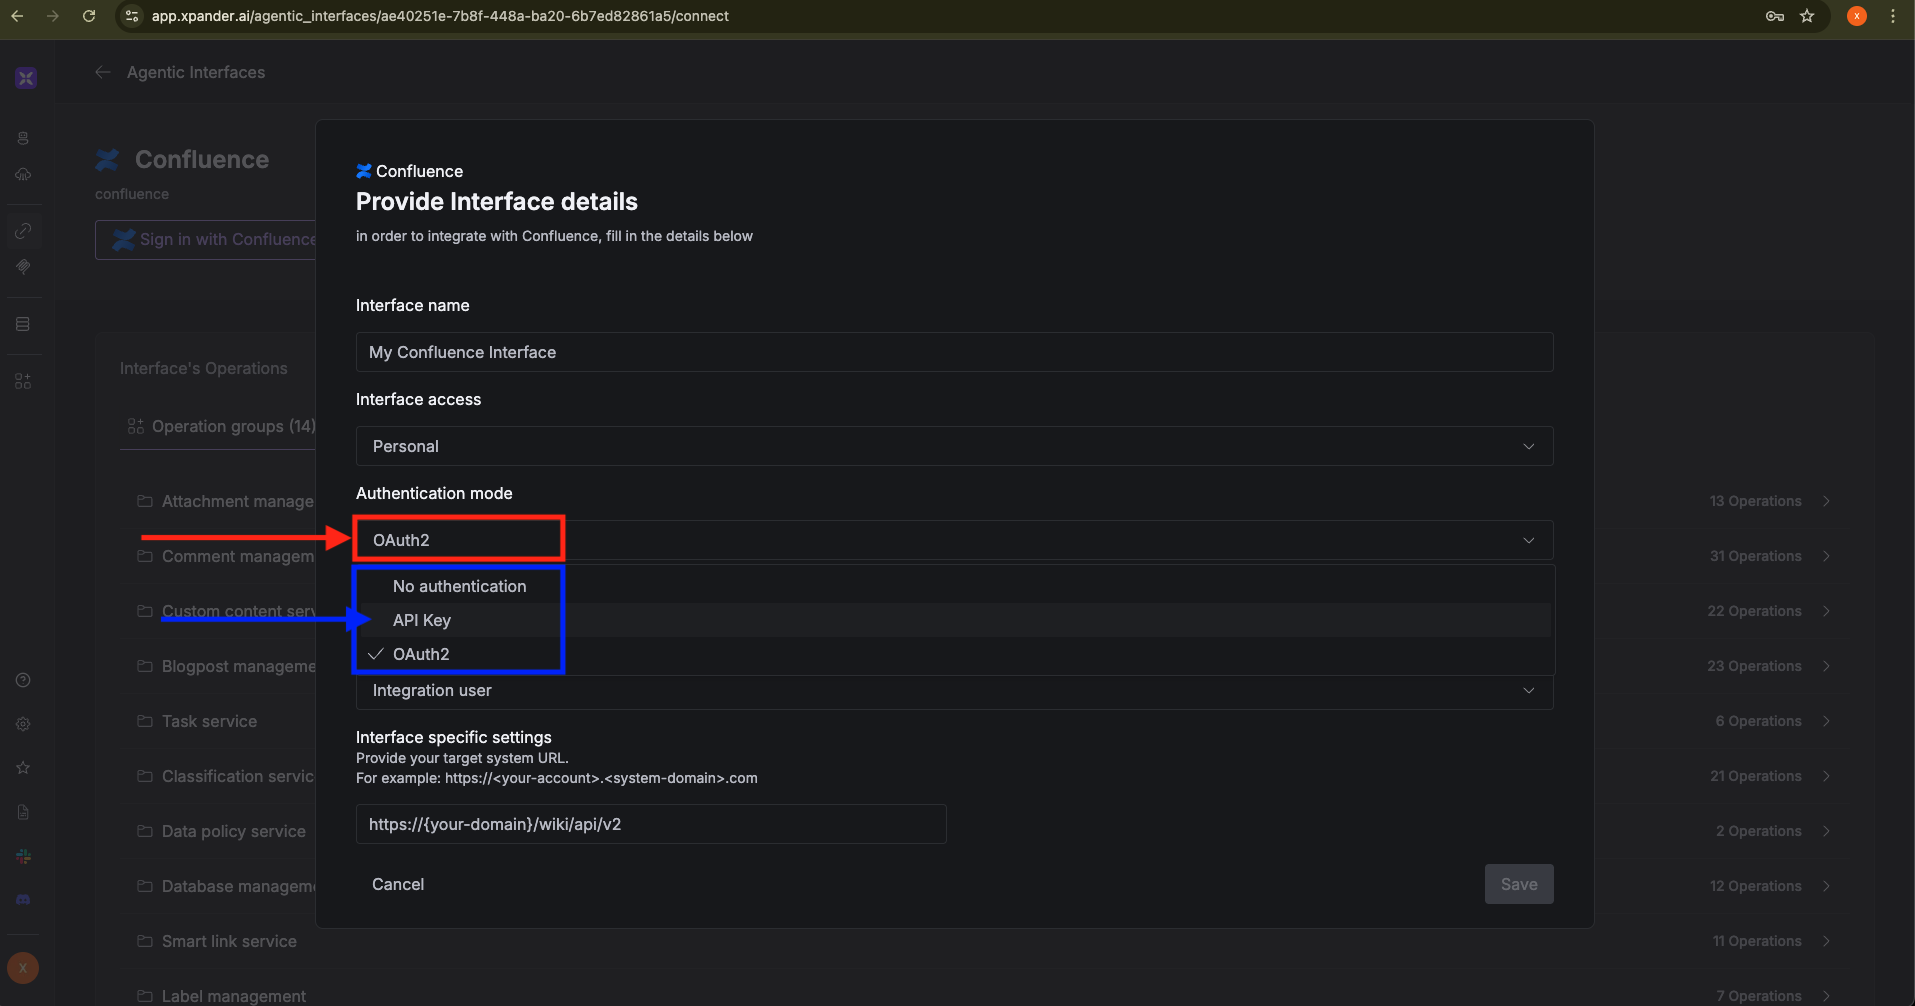 app.xpander.ai/agentic_interfaces/ae40251e-7b8f-448a-ba20-6b7ed82861a5/connect
x
Agentic Interfaces
Confluence
confluence
Sign in with Confluence
Interface's Operations
Operation groups (14)
Attachment manage
13 Operations
Comment managem
31 Operations
Custom content serv
22 Operations
Blogpost manageme
23 Operations
Task service
6 Operations
Classification servic
21 Operations
Data policy service
2 Operations
Database manageme
12 Operations
Smart link service
11 Operations
Label management
7 Operations
X
Confluence
Provide Interface details
in order to integrate with Confluence, fill in the details below
Interface name
My Confluence Interface
Interface access
Personal
Authentication mode
OAuth2
No authentication
API Key
OAuth2
Integration user
Interface specific settings
Provide your target system URL.
For example: https://<your-account>.<system-domain>.com
https://{your-domain}/wiki/api/v2
Cancel
Save